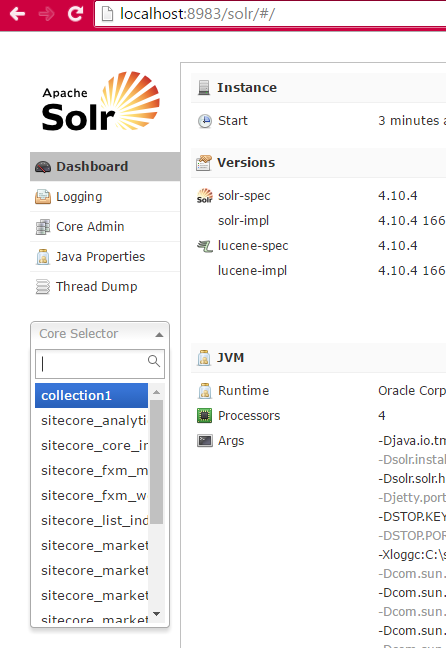 localhost:8983/solr/#/
Apache
Solr
Dashboard
Logging
Core Admin
Java Properties
Thread Dump
Core Selector
collection1
sitecore_analyti
sitecore_core_in
sitecore_fxm_m
sitecore_fxm_w
sitecore_list_ind
sitecore_market
sitecore_market
sitecore_market
sitecore_market
Instance
Start 3 minutes a
Versions
solr-spec 4.10.4
solr-impl 4.10.4 166
lucene-spec 4.10.4
lucene-impl 4.10.4 166
JVM
Runtime Oracle Corp
Processors 4
Args -Djava.io.tm
-Dsolr.instal
-Dsolr.solr.h
-Djetty.port
-DSTOP.KEY
-DSTOP.POR
-Xloggc:C:\s
-Dcom.sun.
-Dcom.sun.
-Dcom.sun.
-Dcom.sun.